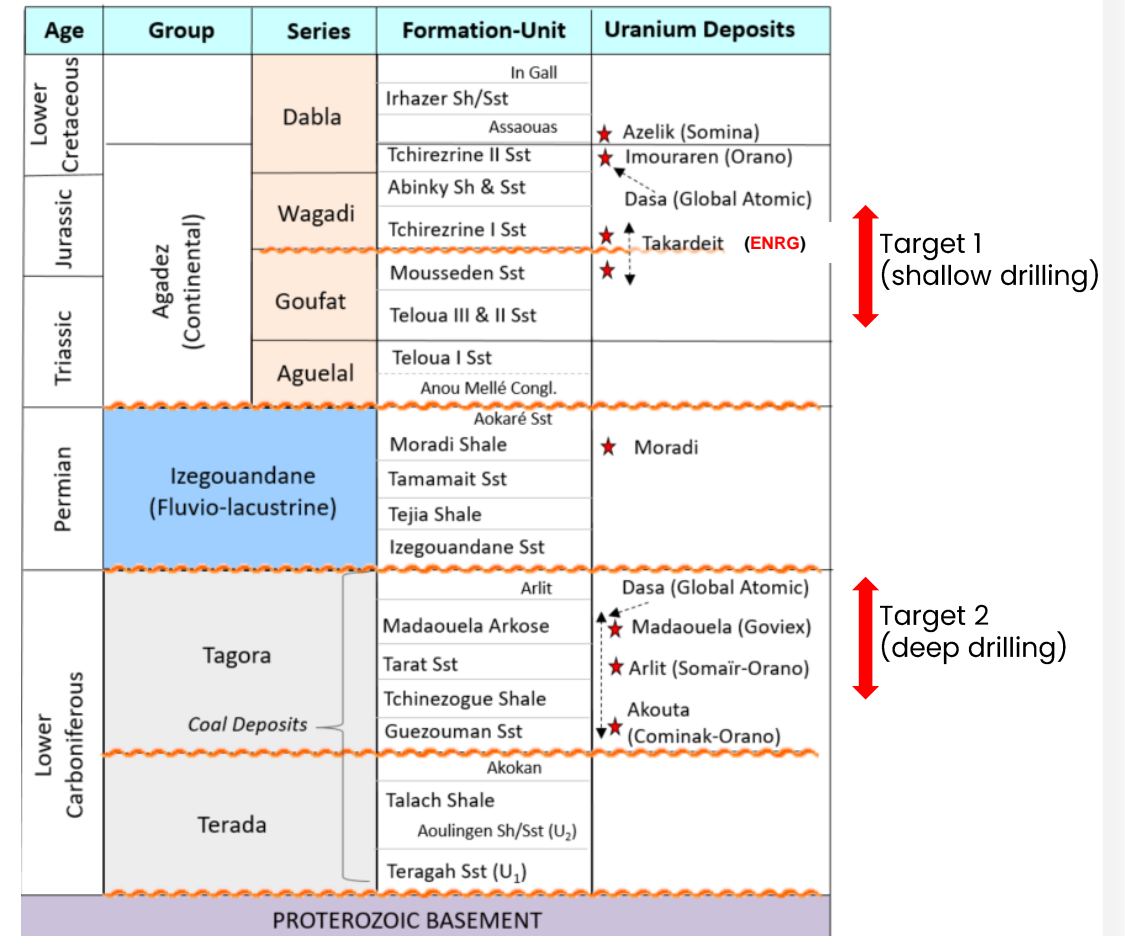 Age
Group
Series
Formation-Unit
Uranium Deposits
Lower
Cretaceous
Jurassic
Triassic
Permian
Lower
Carboniferous
Agadez
(Continental)
Izegouandane
(Fluvio-lacustrine)
Tagora
Coal Deposits
Terada
Dabla
Wagadi
Goufat
Aguelal
In Gall
Irhazer Sh/Sst
Assaouas
Tchirezrine II Sst
Abinky Sh & Sst
Tchirezrine I Sst
Mousseden Sst
Teloua III & II Sst
Teloua I Sst
Anou Mellé Congl.
Aokaré Sst
Moradi Shale
Tamamait Sst
Tejia Shale
Izegouandane Sst
Arlit
Madaouela Arkose
Tarat Sst
Tchinezogue Shale
Guezouman Sst
Akokan
Talach Shale
Aoulingen Sh/Sst (U₂)
Teragah Sst (U₁)
Azelik (Somina)
Imouraren (Orano)
Dasa (Global Atomic)
Takardeit (ENRG)
Moradi
Dasa (Global Atomic)
Madaouela (Goviex)
Arlit (Somaïr-Orano)
Akouta
(Cominak-Orano)
Target 1
(shallow drilling)
Target 2
(deep drilling)
PROTEROZOIC BASEMENT